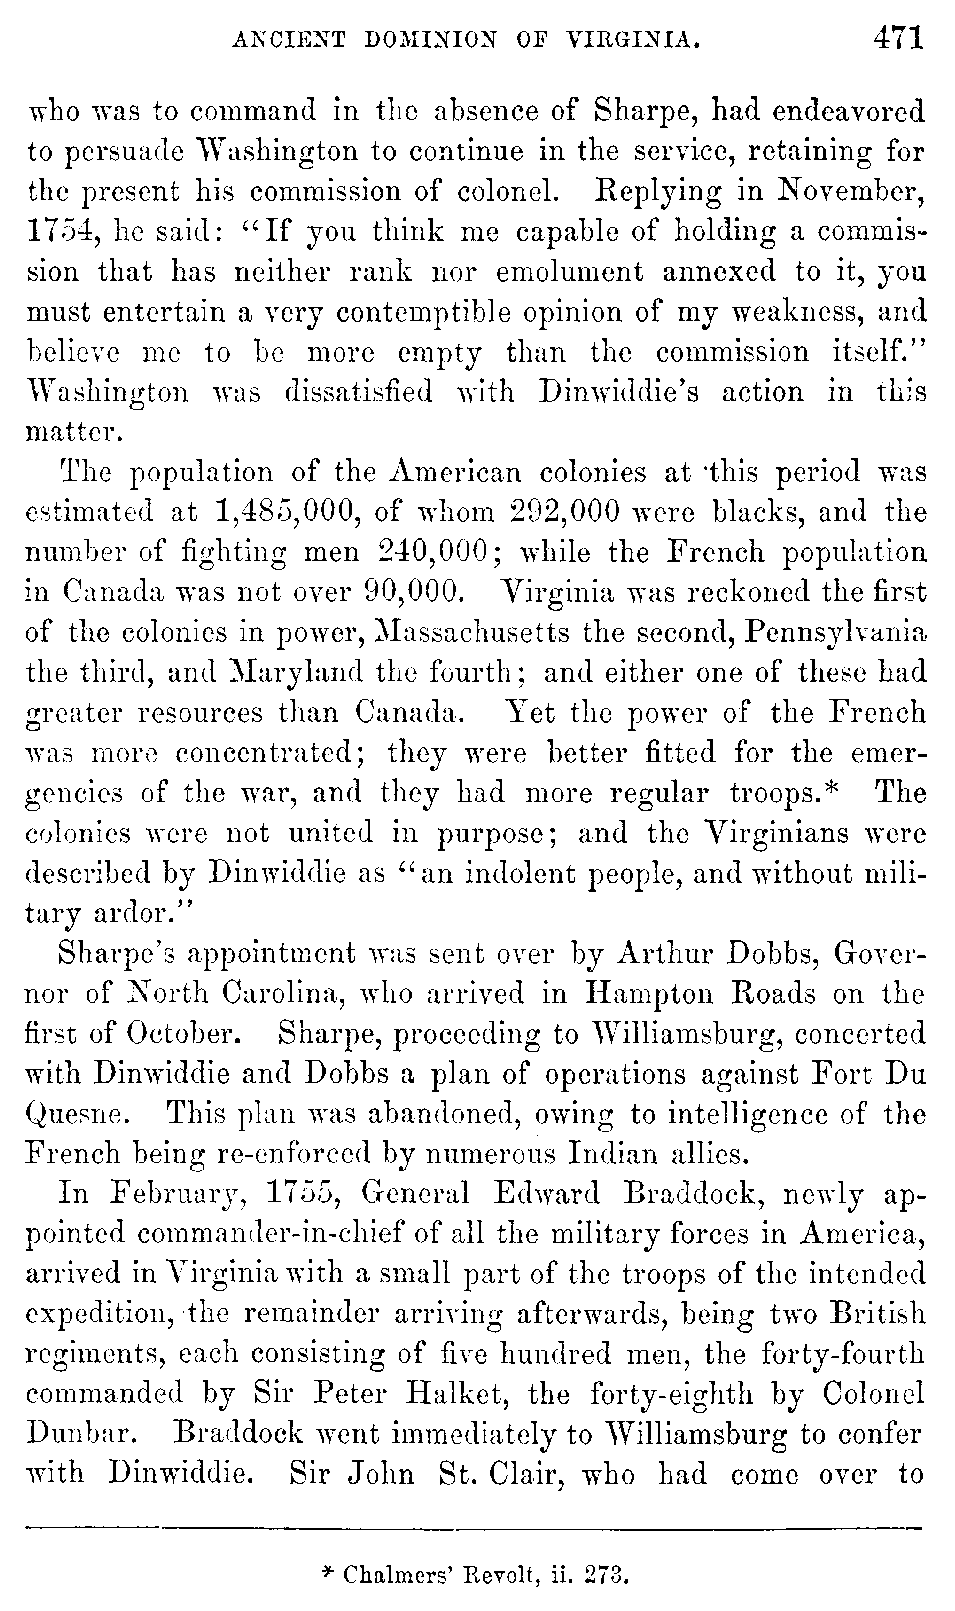 ANCIENT DOMINION OF VIRGINIA. 471
who was to command in the absence of Sharpe, had endeavored
to persuade Washington to continue in the service, retaining for
the present his commission of colonel. Replying in November,
1754, he said: “If you think me capable of holding a commis-
sion that has neither rank nor emolument annexed to it, you
must entertain a very contemptible opinion of my weakness, and
believe me to be more empty than the commission itself.”
Washington was dissatisfied with Dinwiddie's action in this
matter.
The population of the American colonies at this period was
estimated at 1,485,000, of whom 292,000 were blacks, and the
number of fighting men 240,000; while the French population
in Canada was not over 90,000. Virginia was reckoned the first
of the colonies in power, Massachusetts the second, Pennsylvania
the third, and Maryland the fourth; and either one of these had
greater resources than Canada. Yet the power of the French
was more concentrated; they were better fitted for the emer-
gencies of the war, and they had more regular troops.* The
colonies were not united in purpose; and the Virginians were
described by Dinwiddie as “an indolent people, and without mili-
tary ardor.”
Sharpe's appointment was sent over by Arthur Dobbs, Gover-
nor of North Carolina, who arrived in Hampton Roads on the
first of October. Sharpe, proceeding to Williamsburg, concerted
with Dinwiddie and Dobbs a plan of operations against Fort Du
Quesne. This plan was abandoned, owing to intelligence of the
French being re-enforced by numerous Indian allies.
In February, 1755, General Edward Braddock, newly ap-
pointed commander-in-chief of all the military forces in America,
arrived in Virginia with a small part of the troops of the intended
expedition, the remainder arriving afterwards, being two British
regiments, each consisting of five hundred men, the forty-fourth
commanded by Sir Peter Halket, the forty-eighth by Colonel
Dunbar. Braddock went immediately to Williamsburg to confer
with Dinwiddie. Sir John St. Clair, who had come over to
* Chalmers' Revolt, ii. 273.